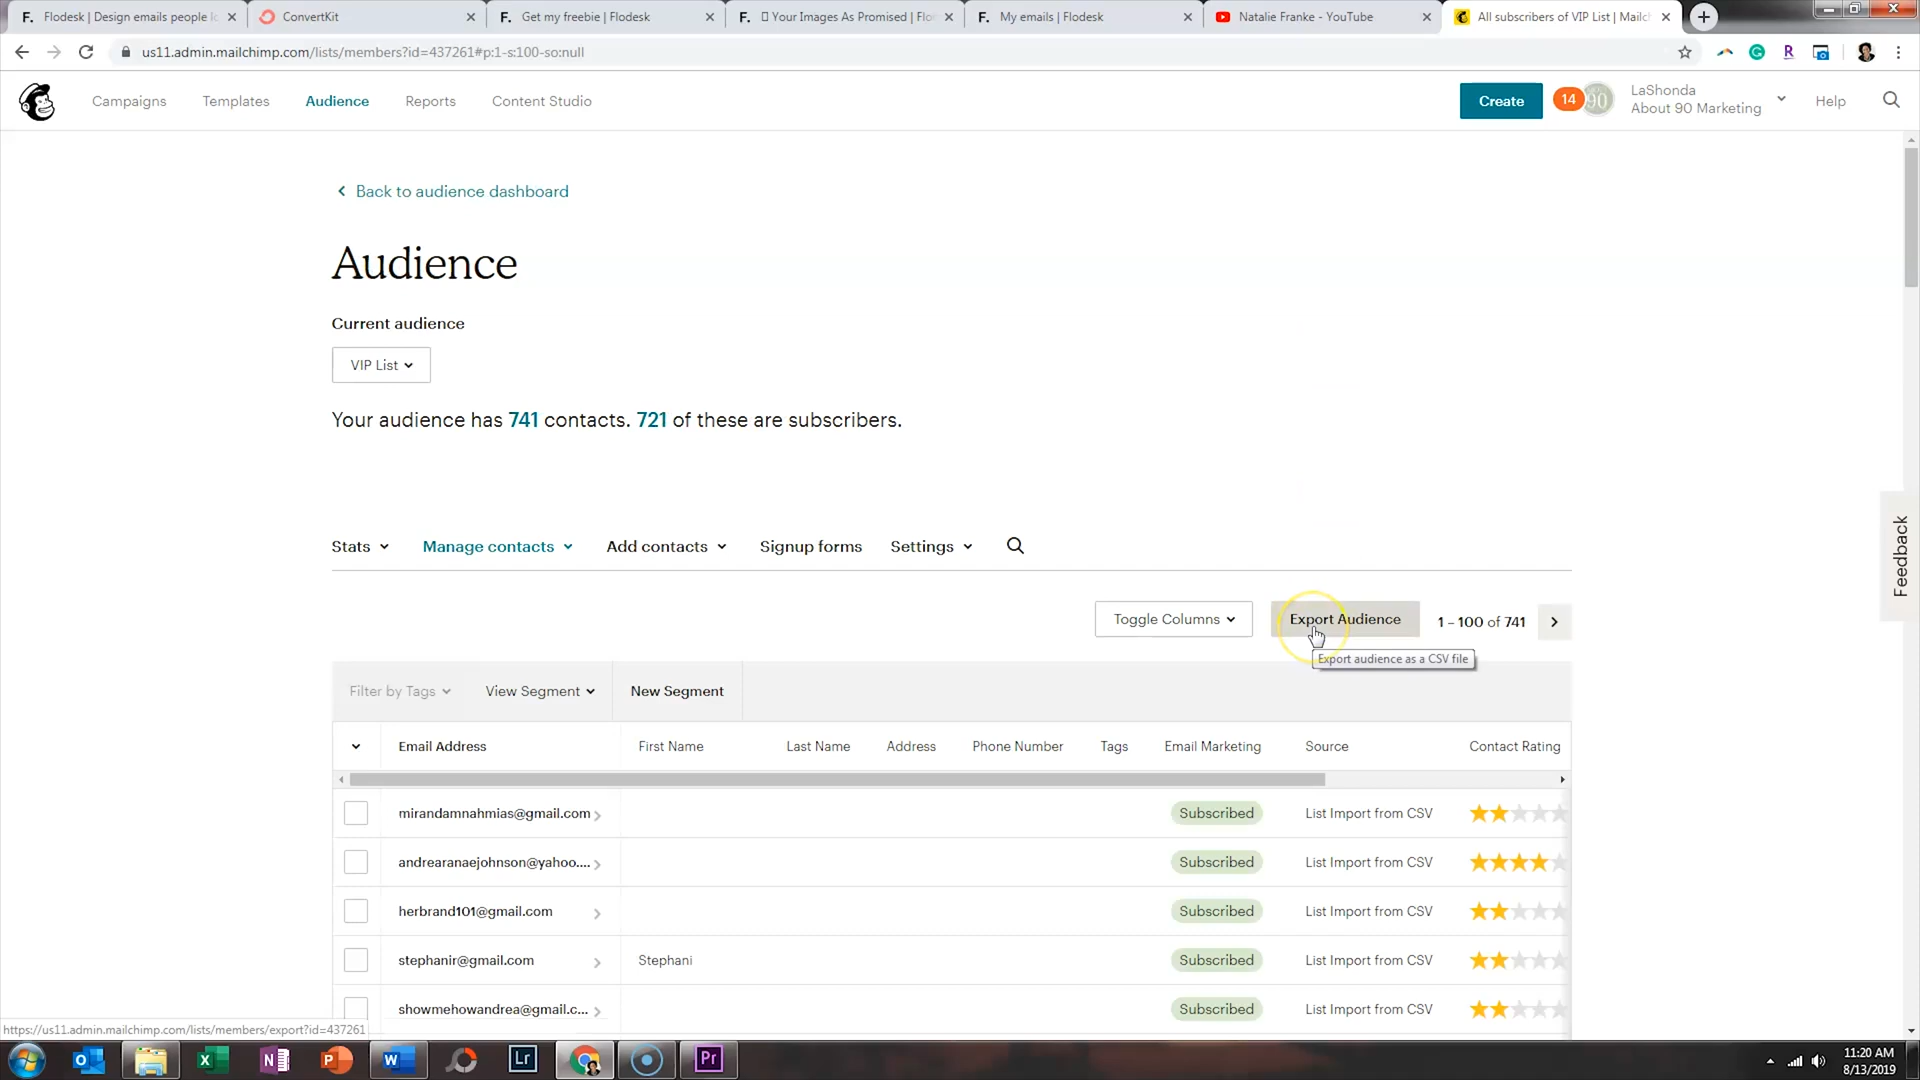 F. Flodesk | Design emails people lo
ConvertKit
F. Get my freebie | Flodesk
F. Your Images As Promised | Flo
F. My emails | Flodesk
Natalie Franke - YouTube
All subscribers of VIP List | Mailch
us11.admin.mailchimp.com/lists/members?id=437261#p:1-s:100-so:null
R
Campaigns
Templates
Audience
Reports
Content Studio
Create
14
90
LaShonda
About 90 Marketing
Help
Back to audience dashboard
Audience
Current audience
VIP List
Your audience has 741 contacts. 721 of these are subscribers.
Feedback
Stats
Manage contacts
Add contacts
Signup forms
Settings
Toggle Columns
Export Audience
1 - 100 of 741
Export audience as a CSV file
Filter by Tags
View Segment
New Segment
Email Address
First Name
Last Name
Address
Phone Number
Tags
Email Marketing
Source
Contact Rating
mirandamnahmias@gmail.com
Subscribed
List Import from CSV
andrearanaejohnson@yahoo....
Subscribed
List Import from CSV
herbrand101@gmail.com
Subscribed
List Import from CSV
stephanir@gmail.com
Stephani
Subscribed
List Import from CSV
showmehowandrea@gmail.c...
Subscribed
List Import from CSV
https://us11.admin.mailchimp.com/lists/members/export?id=437261
Lr
Pr
11:20 AM
8/13/2019